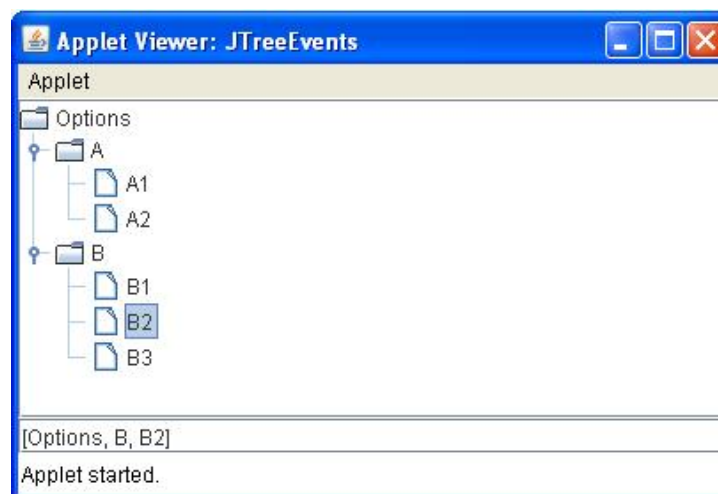 Applet Viewer: JTreeEvents
Applet
Options
A
A1
A2
B
B1
B2
B3
[Options, B, B2]
Applet started.